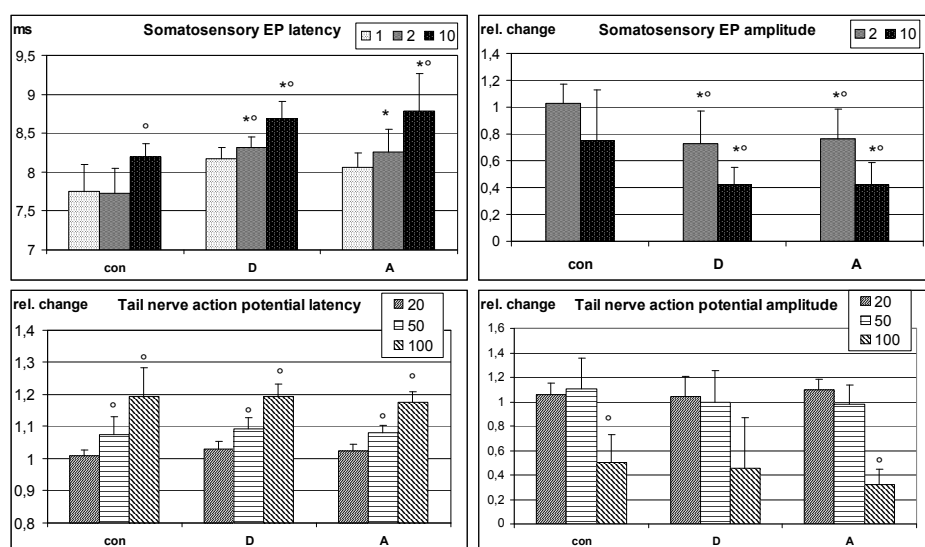 ms
Somatosensory EP latency
1 2 10
9,5
9
8,5
8
7,5
7
° *° *° * *°
con D A
rel. change
Somatosensory EP amplitude
2 10
1,4
1,2
1
0,8
0,6
0,4
0,2
0
*° *° *° *°
con D A
rel. change
Tail nerve action potential latency
20
50
100
1,4
1,3
1,2
1,1
1
0,9
0,8
° ° ° ° ° °
con D A
rel. change
Tail nerve action potential amplitude
20
50
100
1,6
1,4
1,2
1
0,8
0,6
0,4
0,2
0
° °
con D A